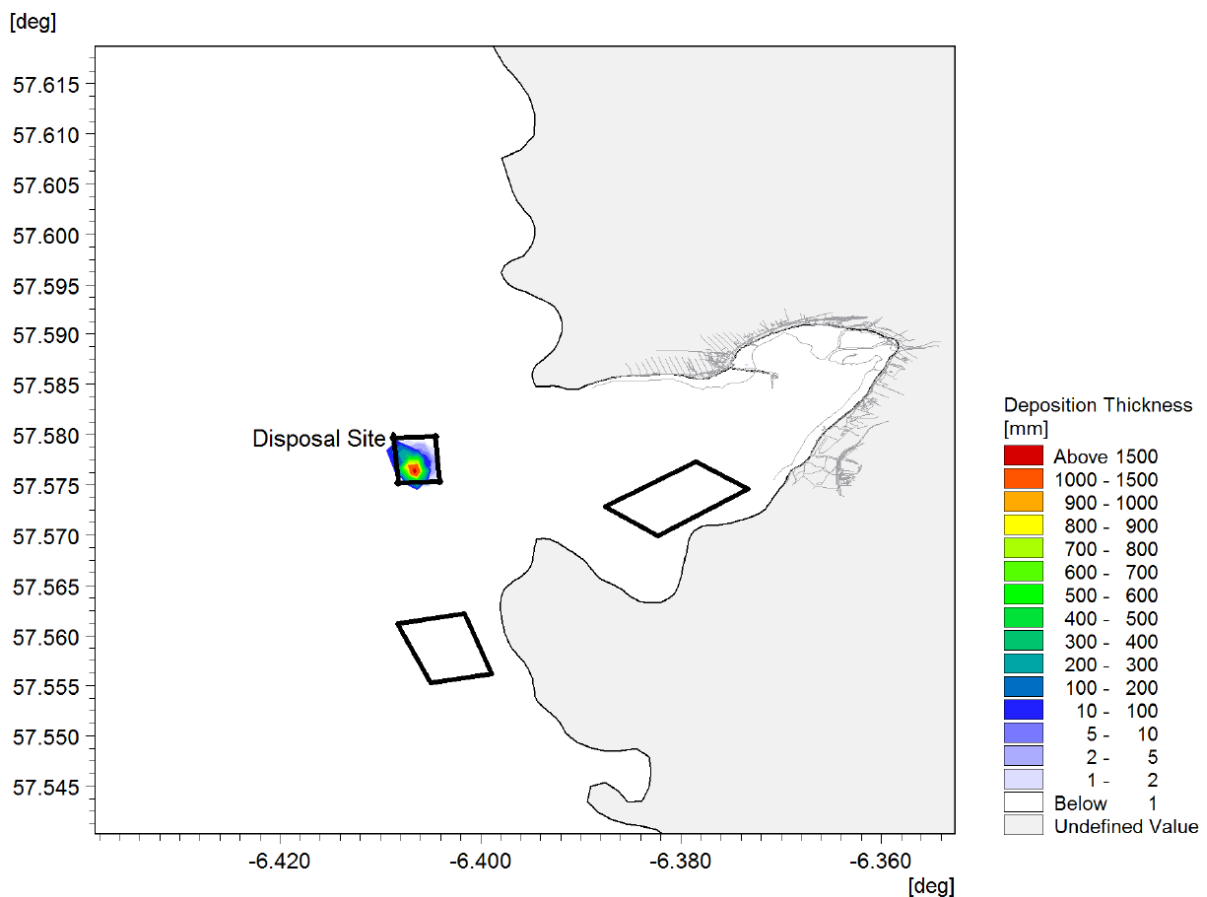 [deg]
57.615
57.610
57.605
57.600
57.595
57.590
57.585
57.580
57.575
57.570
57.565
57.560
57.555
57.550
57.545
Disposal Site
-6.420
-6.400
-6.380
-6.360
[deg]
Deposition Thickness
[mm]
Above 1500
1000 - 1500
900 - 1000
800 - 900
700 - 800
600 - 700
500 - 600
400 - 500
300 - 400
200 - 300
100 - 200
10 - 100
5 - 10
2 - 5
1 - 2
Below 1
Undefined Value